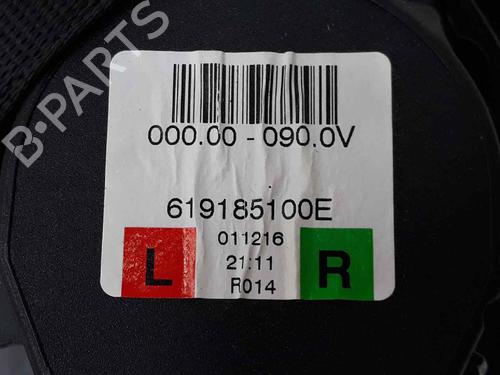 B-PARTS
000.00 - 090.0V
619185100E
L
011216
21:11
R014
R